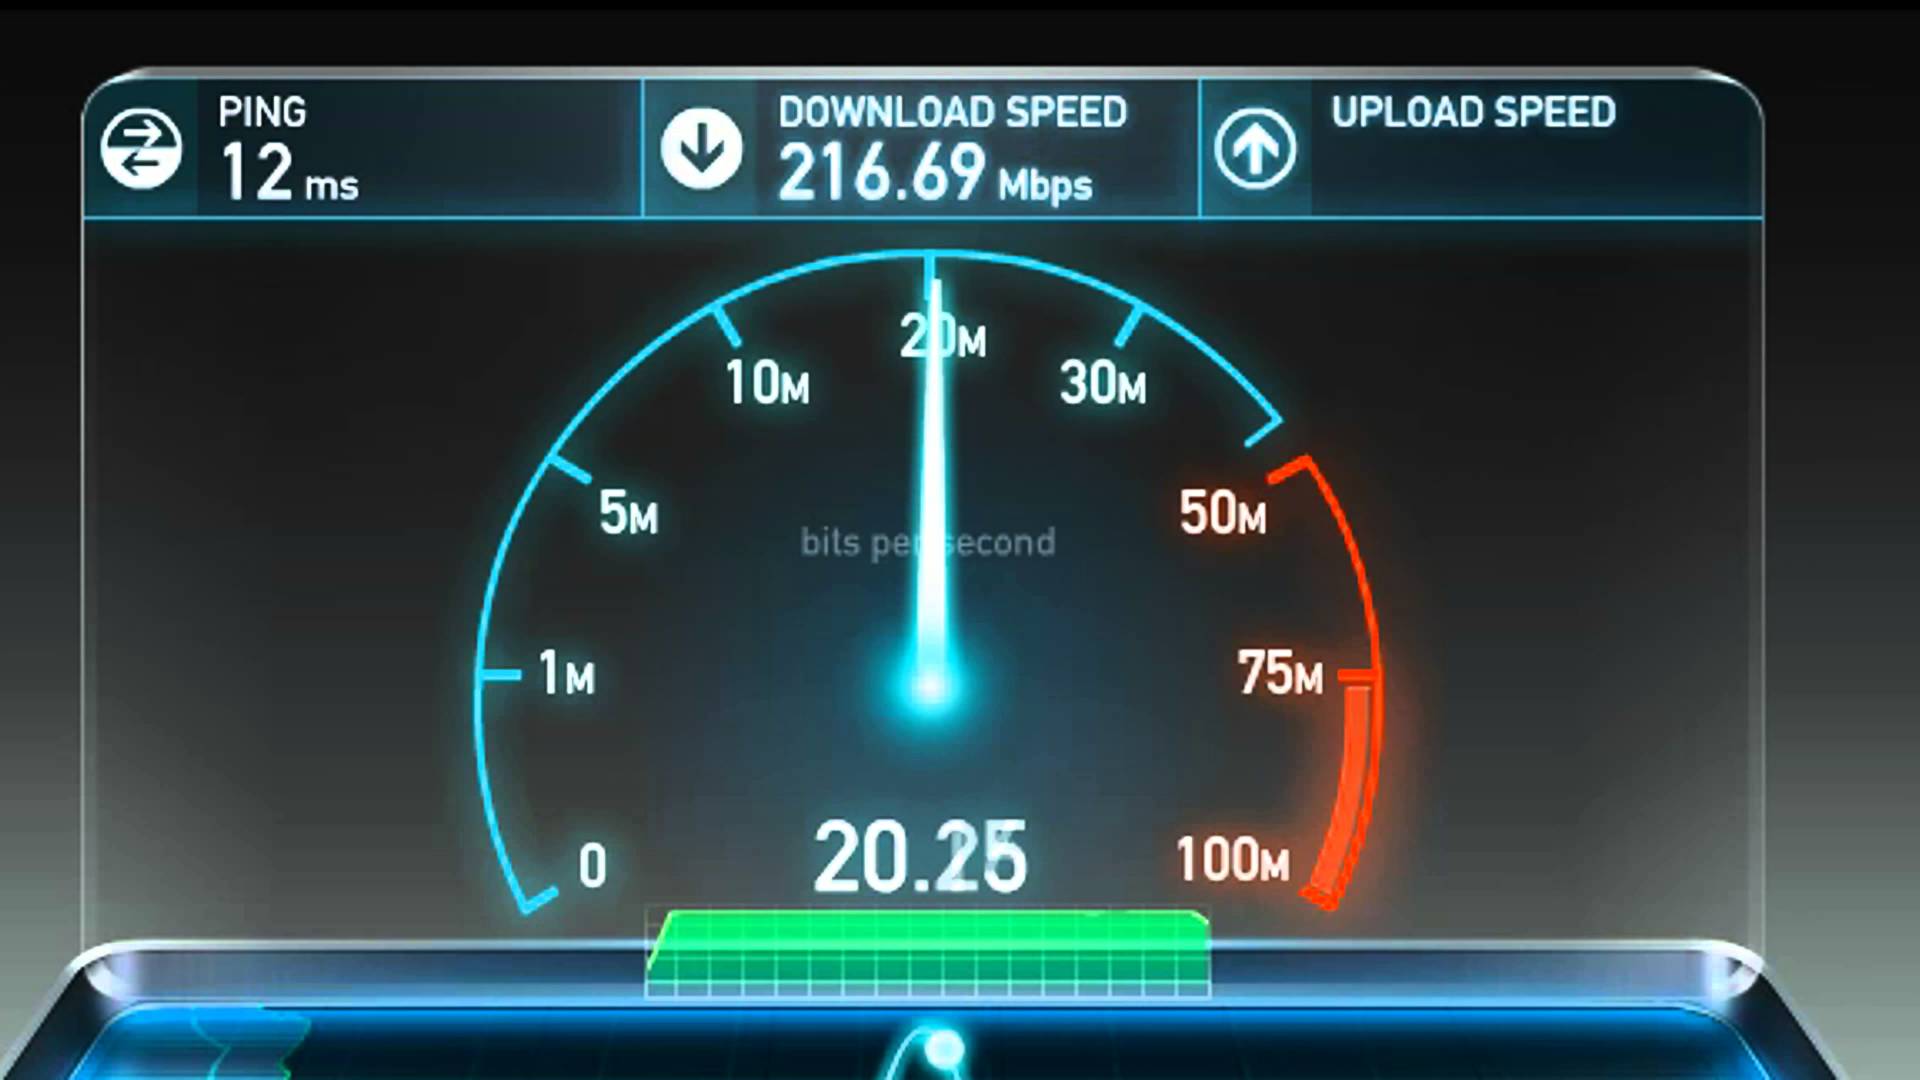 PING
12 ms
DOWNLOAD SPEED
216.69 Mbps
UPLOAD SPEED
20M
10M
30M
5M
50M
bits per second
1M
75M
0
20.25
100M